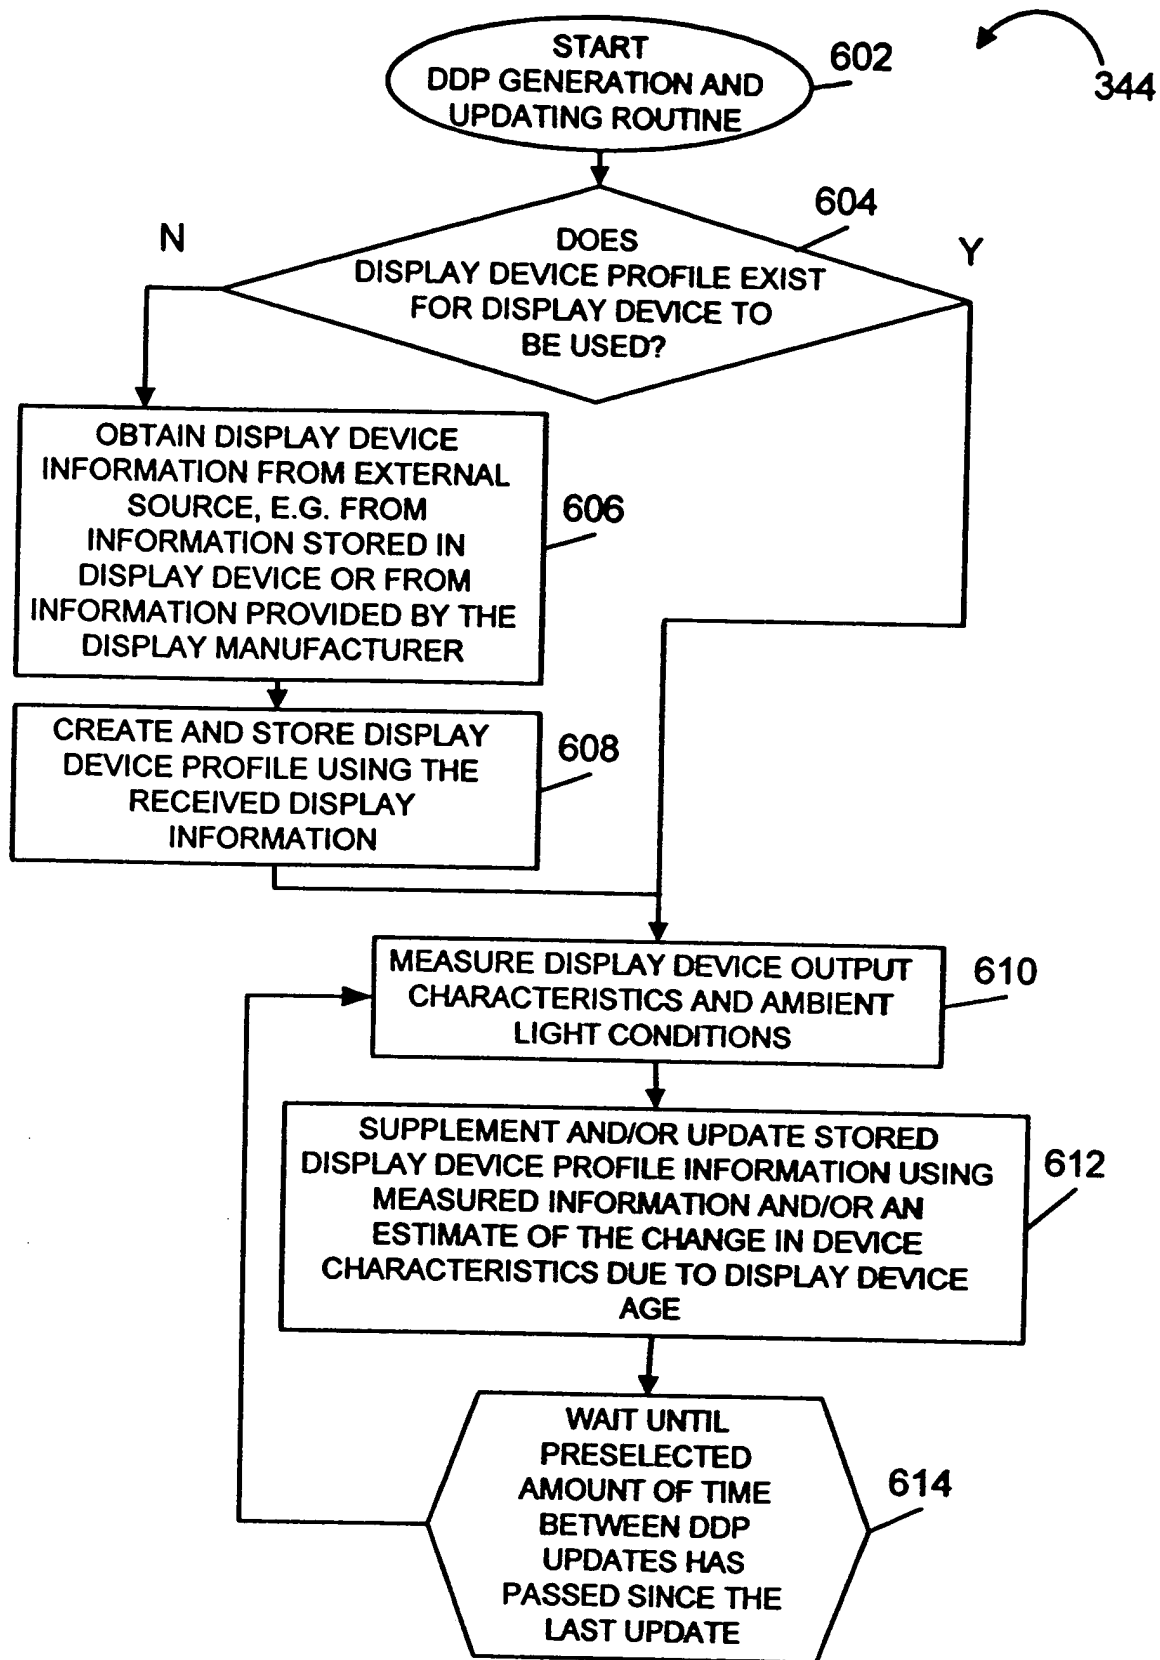 START
DDP GENERATION AND
UPDATING ROUTINE
602
344
604
N
Y
DOES
DISPLAY DEVICE PROFILE EXIST
FOR DISPLAY DEVICE TO
BE USED?
OBTAIN DISPLAY DEVICE
INFORMATION FROM EXTERNAL
SOURCE, E.G. FROM
INFORMATION STORED IN
DISPLAY DEVICE OR FROM
INFORMATION PROVIDED BY THE
DISPLAY MANUFACTURER
606
CREATE AND STORE DISPLAY
DEVICE PROFILE USING THE
RECEIVED DISPLAY
INFORMATION
608
MEASURE DISPLAY DEVICE OUTPUT
CHARACTERISTICS AND AMBIENT
LIGHT CONDITIONS
610
SUPPLEMENT AND/OR UPDATE STORED
DISPLAY DEVICE PROFILE INFORMATION USING
MEASURED INFORMATION AND/OR AN
ESTIMATE OF THE CHANGE IN DEVICE
CHARACTERISTICS DUE TO DISPLAY DEVICE
AGE
612
WAIT UNTIL
PRESELECTED
AMOUNT OF TIME
BETWEEN DDP
UPDATES HAS
PASSED SINCE THE
LAST UPDATE
614